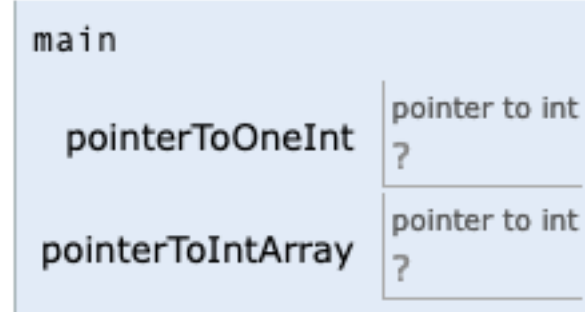 main
pointerToOneInt
pointer to int
?
pointerToIntArray
pointer to int
?